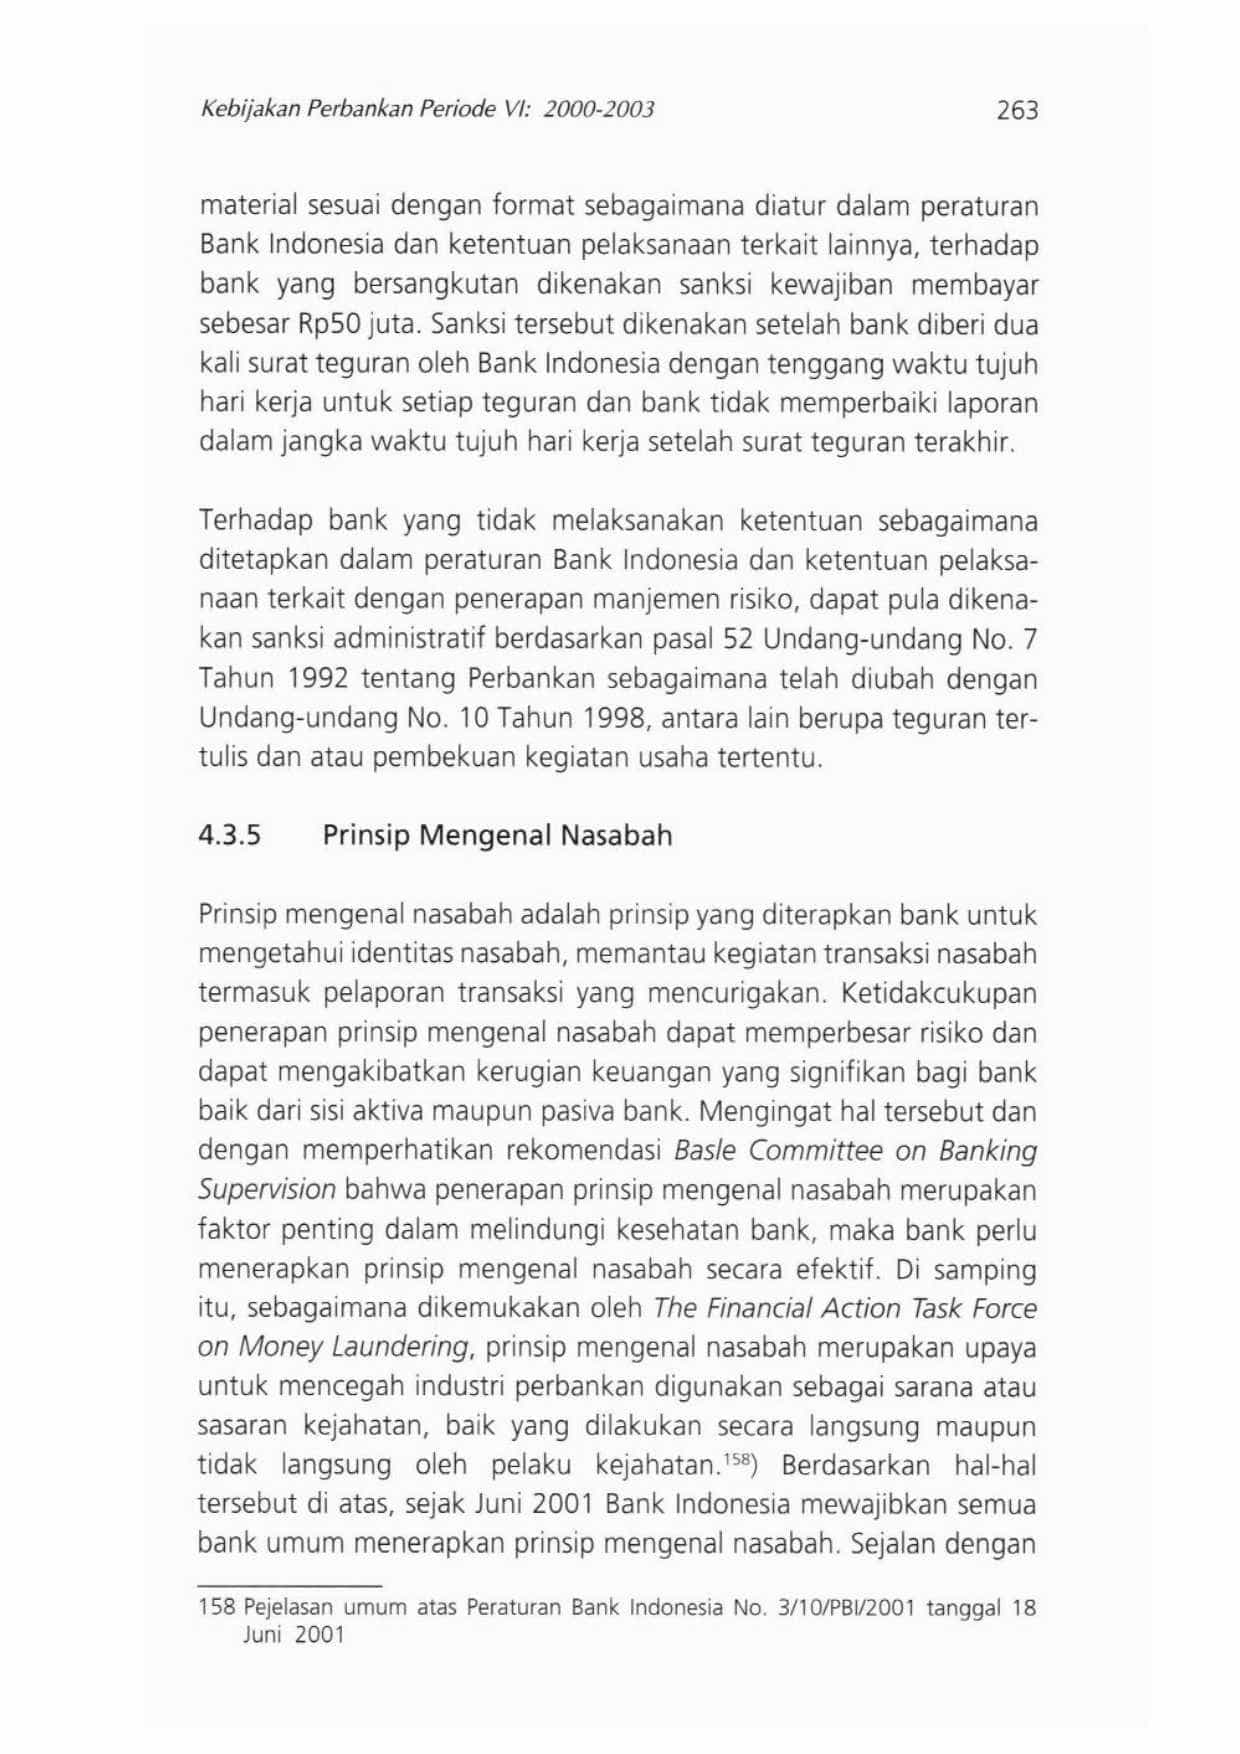 Kebijakan Perbankan Periode VI: 2000-2003 263
material sesuai dengan format sebagaimana diatur dalam peraturan
Bank Indonesia dan ketentuan pelaksanaan terkait lainnya, terhadap
bank yang bersangkutan dikenakan sanksi kewajiban membayar
sebesar Rp50 juta. Sanksi tersebut dikenakan setelah bank diberi dua
kali surat teguran oleh Bank Indonesia dengan tenggang waktu tujuh
hari kerja untuk setiap teguran dan bank tidak memperbaiki laporan
dalam jangka waktu tujuh hari kerja setelah surat teguran terakhir.
Terhadap bank yang tidak melaksanakan ketentuan sebagaimana
ditetapkan dalam peraturan Bank Indonesia dan ketentuan pelaksa-
naan terkait dengan penerapan manjemen risiko, dapat pula dikena-
kan sanksi administratif berdasarkan pasal 52 Undang-undang No. 7
Tahun 1992 tentang Perbankan sebagaimana telah diubah dengan
Undang-undang No. 10 Tahun 1998, antara lain berupa teguran ter-
tulis dan atau pembekuan kegiatan usaha tertentu.
4.3.5 Prinsip Mengenal Nasabah
Prinsip mengenal nasabah adalah prinsip yang diterapkan bank untuk
mengetahui identitas nasabah, memantau kegiatan transaksi nasabah
termasuk pelaporan transaksi yang mencurigakan. Ketidakcukupan
penerapan prinsip mengenal nasabah dapat memperbesar risiko dan
dapat mengakibatkan kerugian keuangan yang signifikan bagi bank
baik dari sisi aktiva maupun pasiva bank. Mengingat hal tersebut dan
dengan memperhatikan rekomendasi Basle Committee on Banking
Supervision bahwa penerapan prinsip mengenal nasabah merupakan
faktor penting dalam melindungi kesehatan bank, maka bank perlu
menerapkan prinsip mengenal nasabah secara efektif. Di samping
itu, sebagaimana dikemukakan oleh The Financial Action Task Force
on Money Laundering, prinsip mengenal nasabah merupakan upaya
untuk mencegah industri perbankan digunakan sebagai sarana atau
sasaran kejahatan, baik yang dilakukan secara langsung maupun
tidak langsung oleh pelaku kejahatan.158) Berdasarkan hal-hal
tersebut di atas, sejak Juni 2001 Bank Indonesia mewajibkan semua
bank umum menerapkan prinsip mengenal nasabah. Sejalan dengan
158 Pejelasan umum atas Peraturan Bank Indonesia No. 3/10/PBI/2001 tanggal 18
Juni 2001